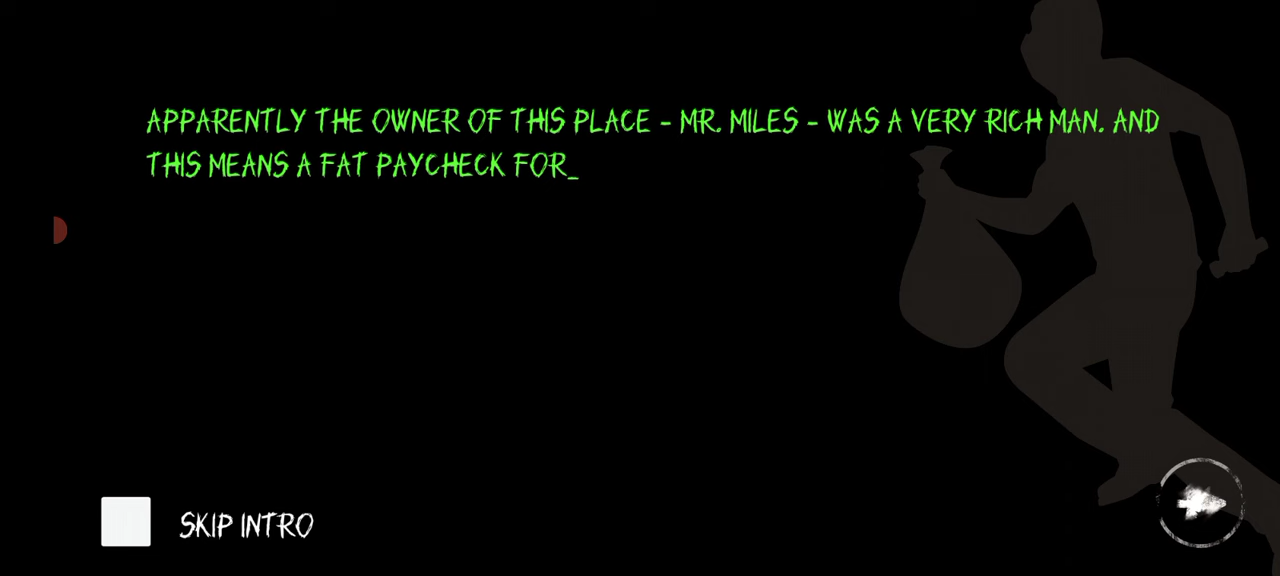 APPARENTLY THE OWNER OF THIS PLACE - MR. MILES - WAS A VERY RICH MAN. AND
THIS MEANS A FAT PAYCHECK FOR_
SKIP INTRO